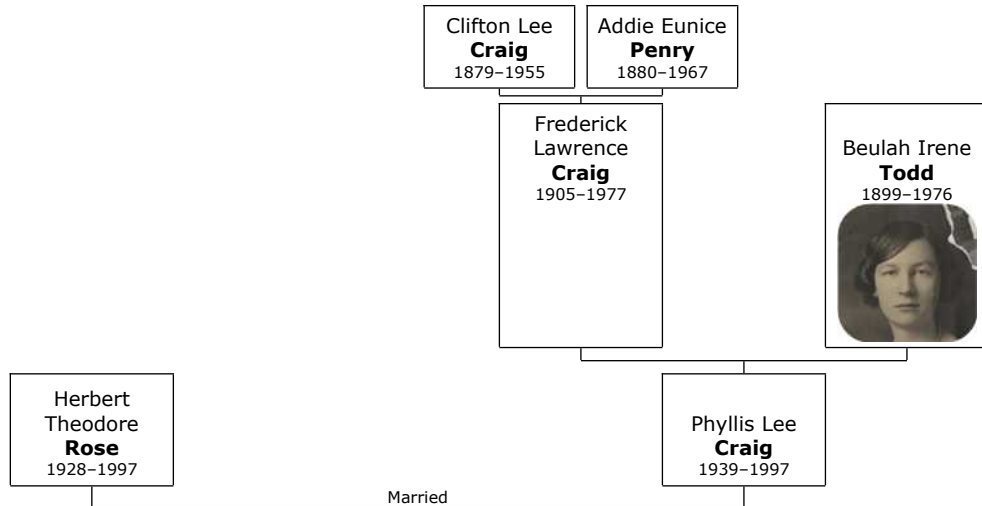 Clifton Lee
Craig
1879–1955
Addie Eunice
Penry
1880–1967
Frederick
Lawrence
Craig
1905–1977
Beulah Irene
Todd
1899–1976
Herbert
Theodore
Rose
1928–1997
Phyllis Lee
Craig
1939–1997
Married